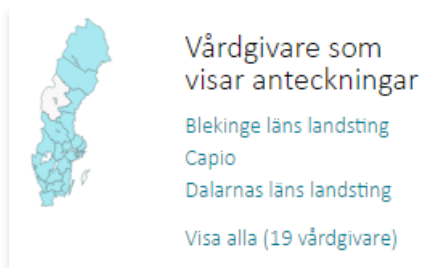 Vårdgivare som
visar anteckningar
Blekinge läns landsting
Capio
Dalarnas läns landsting
Visa alla (19 vårdgivare)